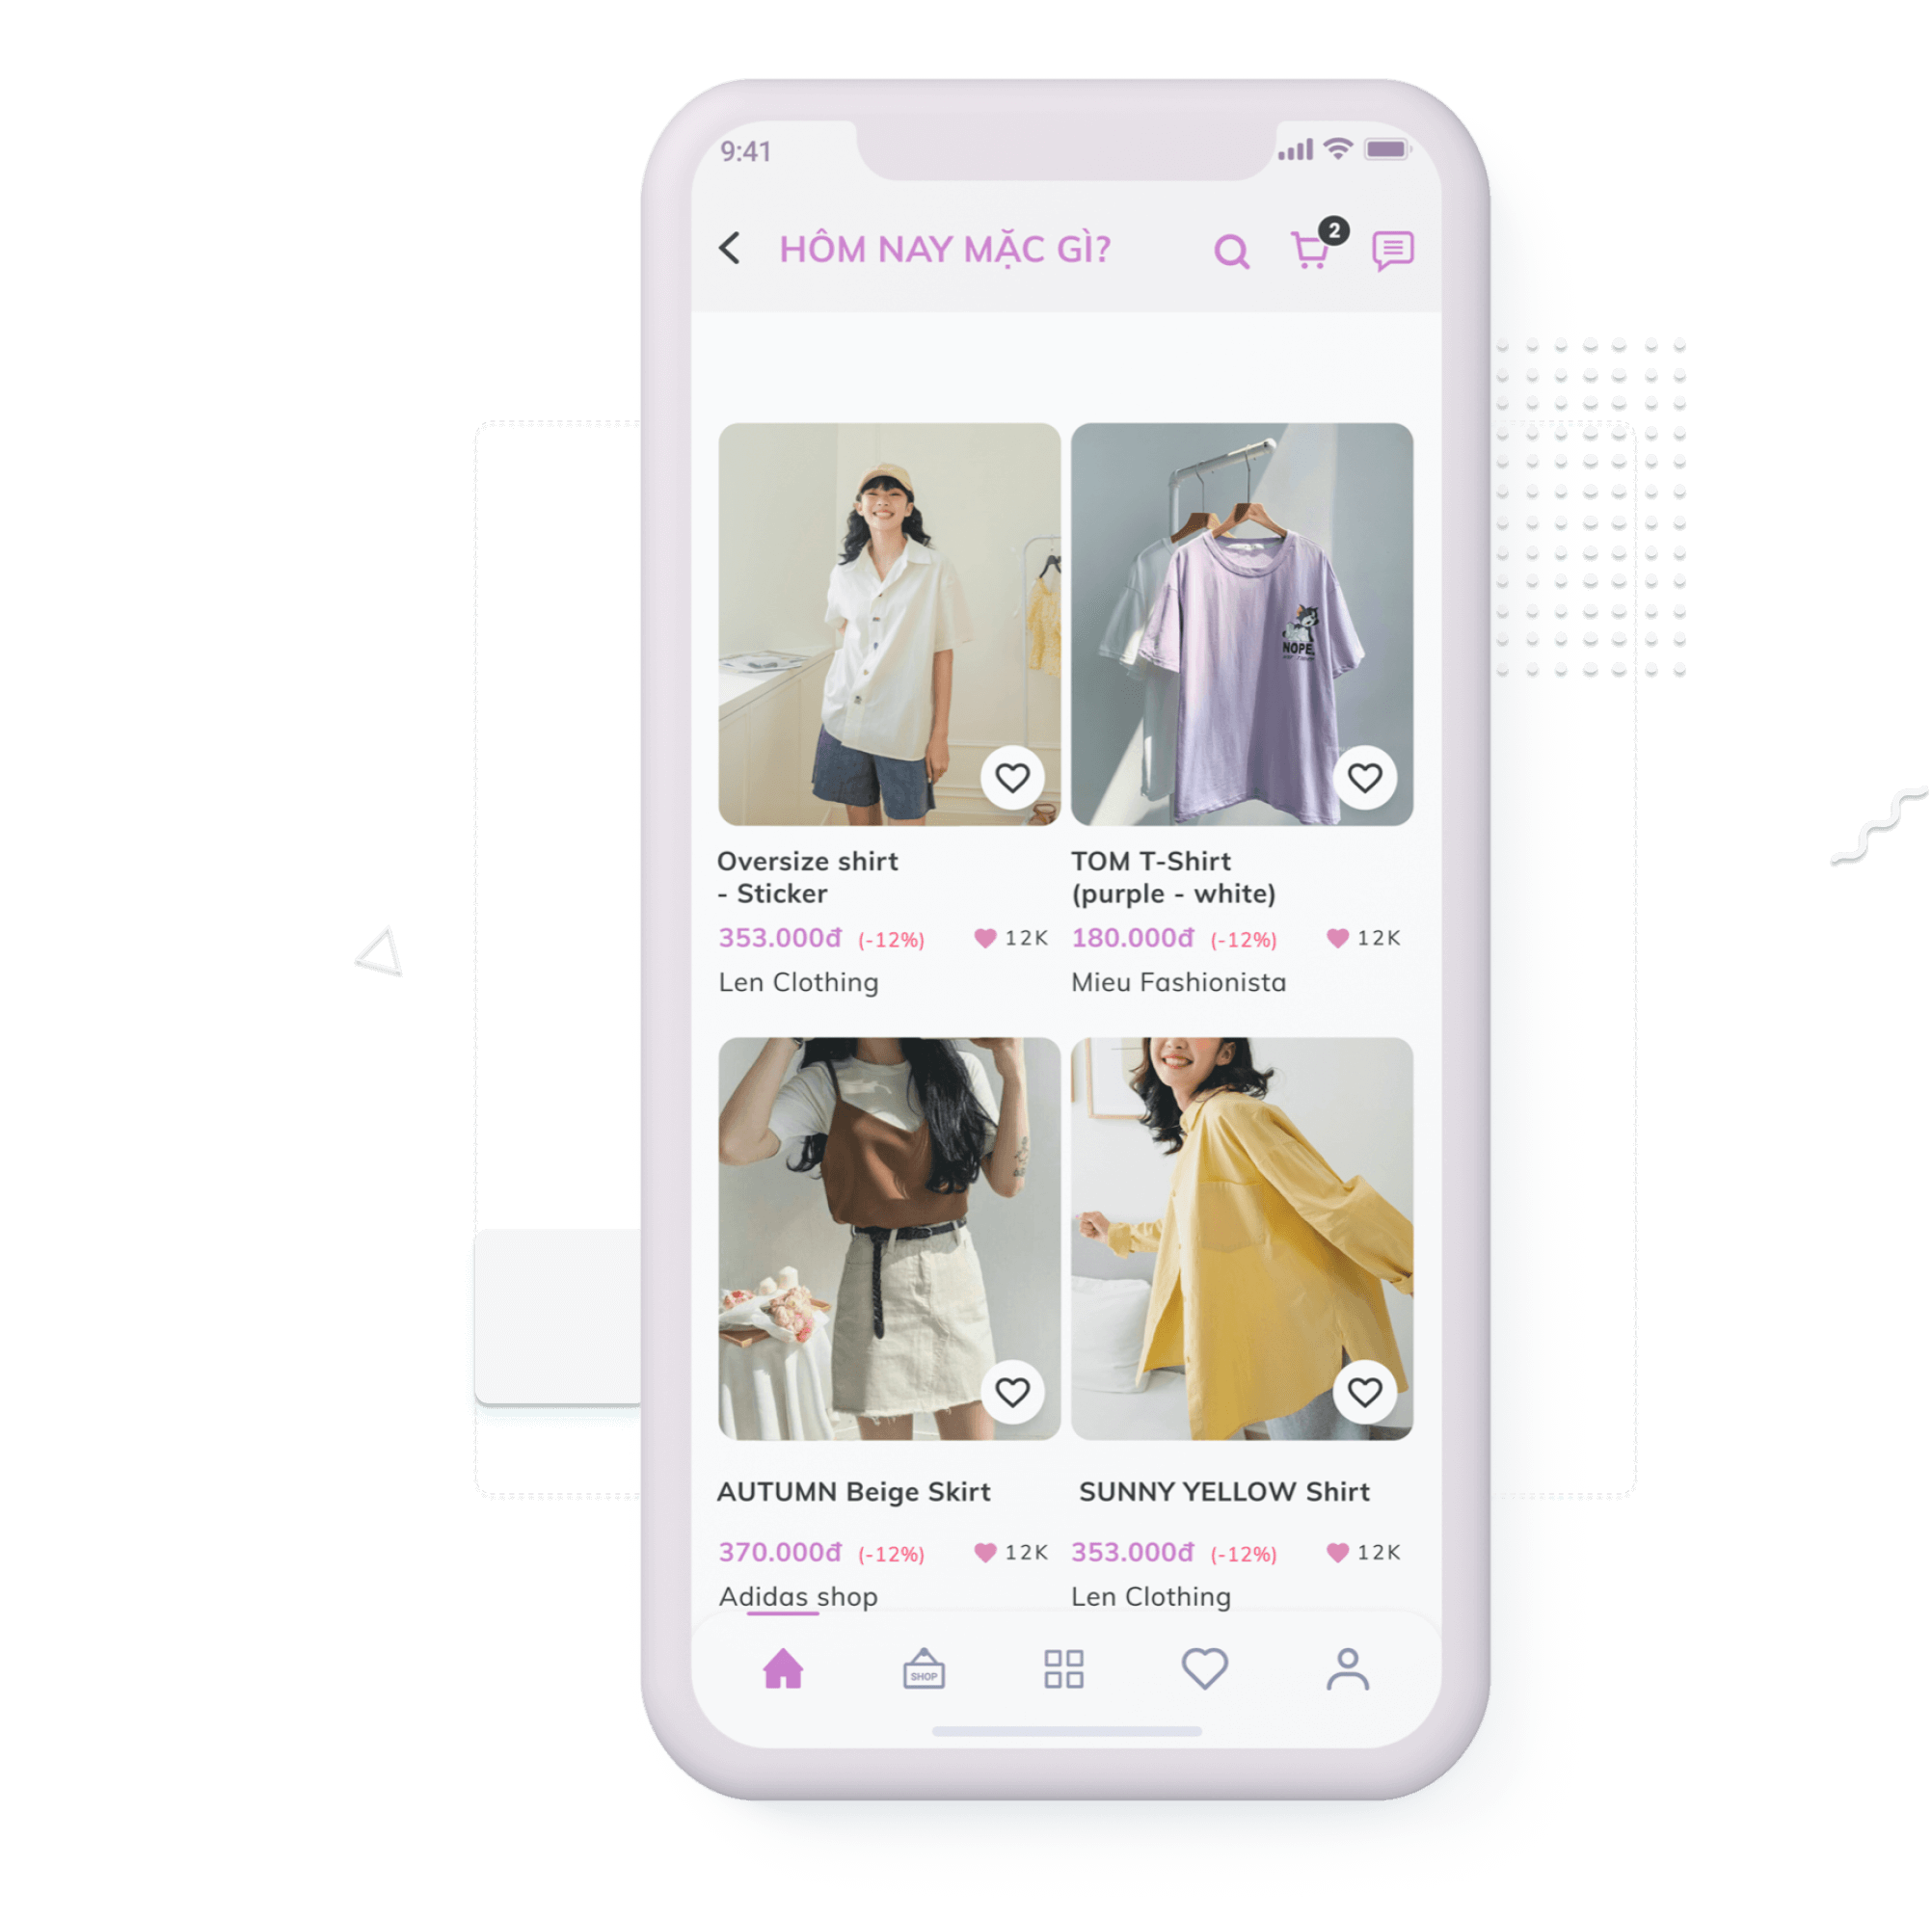 9:41
HÔM NAY MẶC GÌ?
2
NOPE.
Oversize shirt
- Sticker
353.000đ (-12%) 12K
Len Clothing
TOM T-Shirt
(purple - white)
180.000đ (-12%) 12K
Mieu Fashionista
AUTUMN Beige Skirt
370.000đ (-12%) 12K
Adidas shop
SUNNY YELLOW Shirt
353.000đ (-12%) 12K
Len Clothing
SHOP